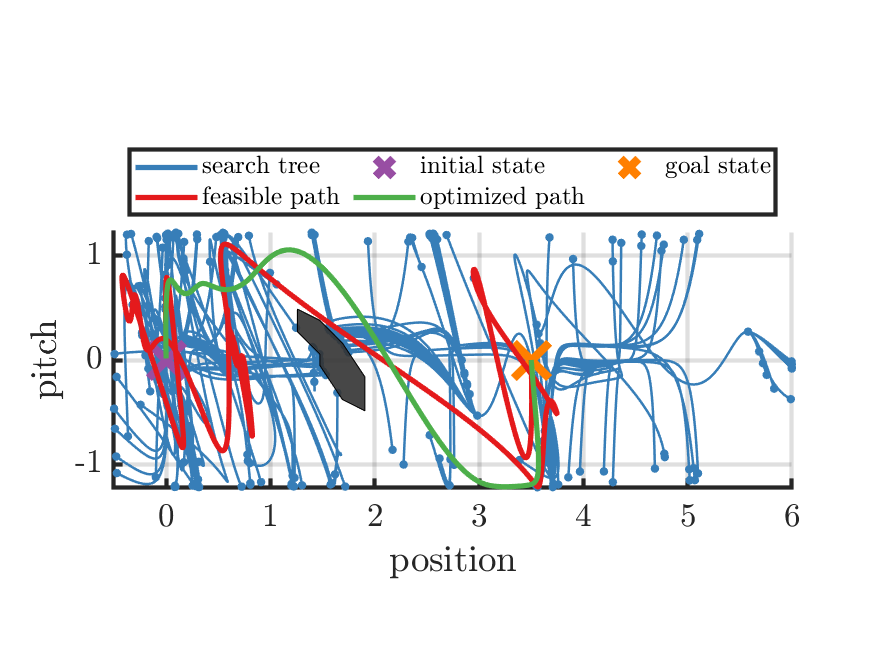 search tree initial state goal state
feasible path optimized path
1
0
-1
pitch
0 1 2 3 4 5 6
position